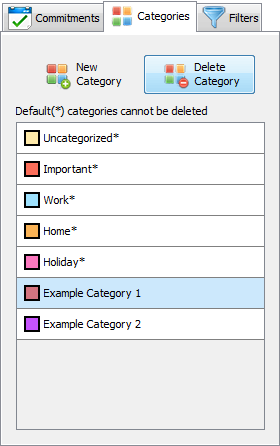 Commitments Categories Filters
New Category
Delete Category
Default(*) categories cannot be deleted
Uncategorized*
Important*
Work*
Home*
Holiday*
Example Category 1
Example Category 2